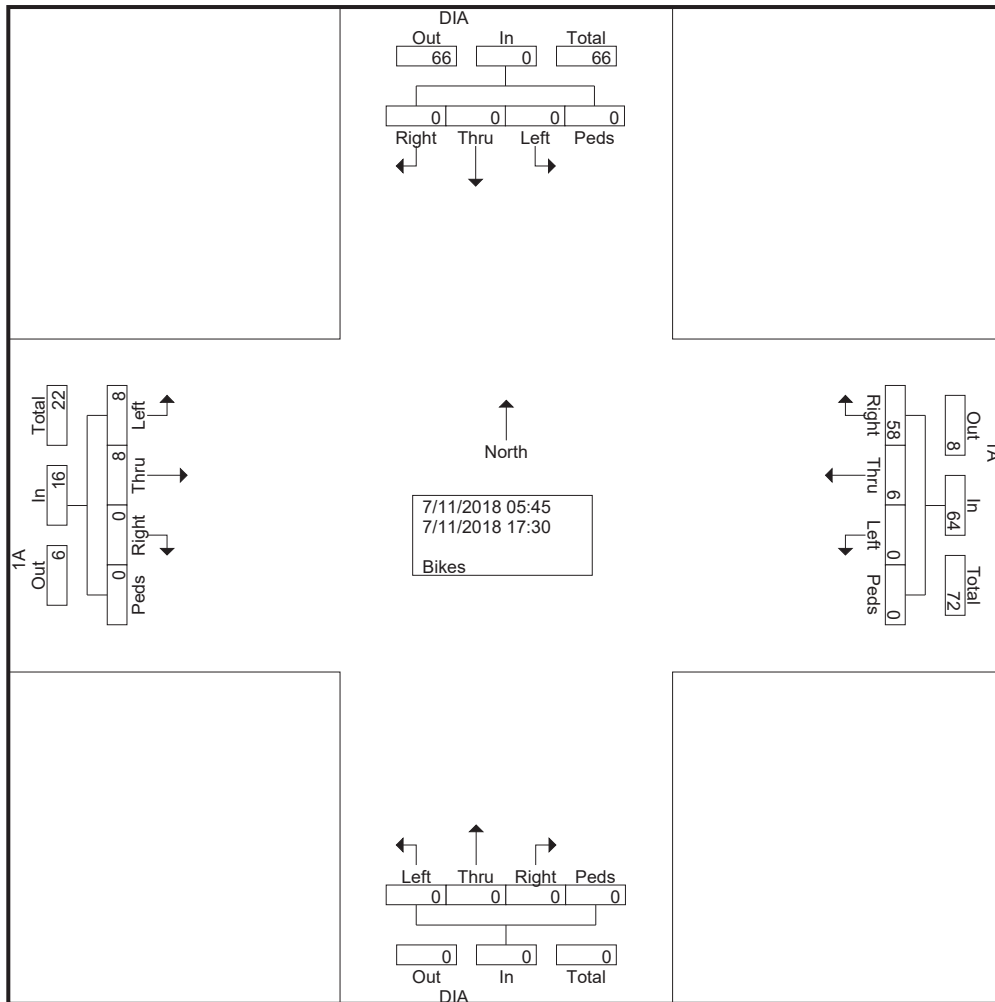 DIA
Out In Total
66 0 66
0 0 0 0
Right Thru Left Peds
Total In Out
22 16 6
8 8 0 0
Left Thru Right Peds
1A
North
7/11/2018 05:45
7/11/2018 17:30
Bikes
Right Thru Left Peds
58 6 0 0
Out In Total
8 64 72
1A
Left Thru Right Peds
0 0 0 0
0 0 0
Out In Total
DIA